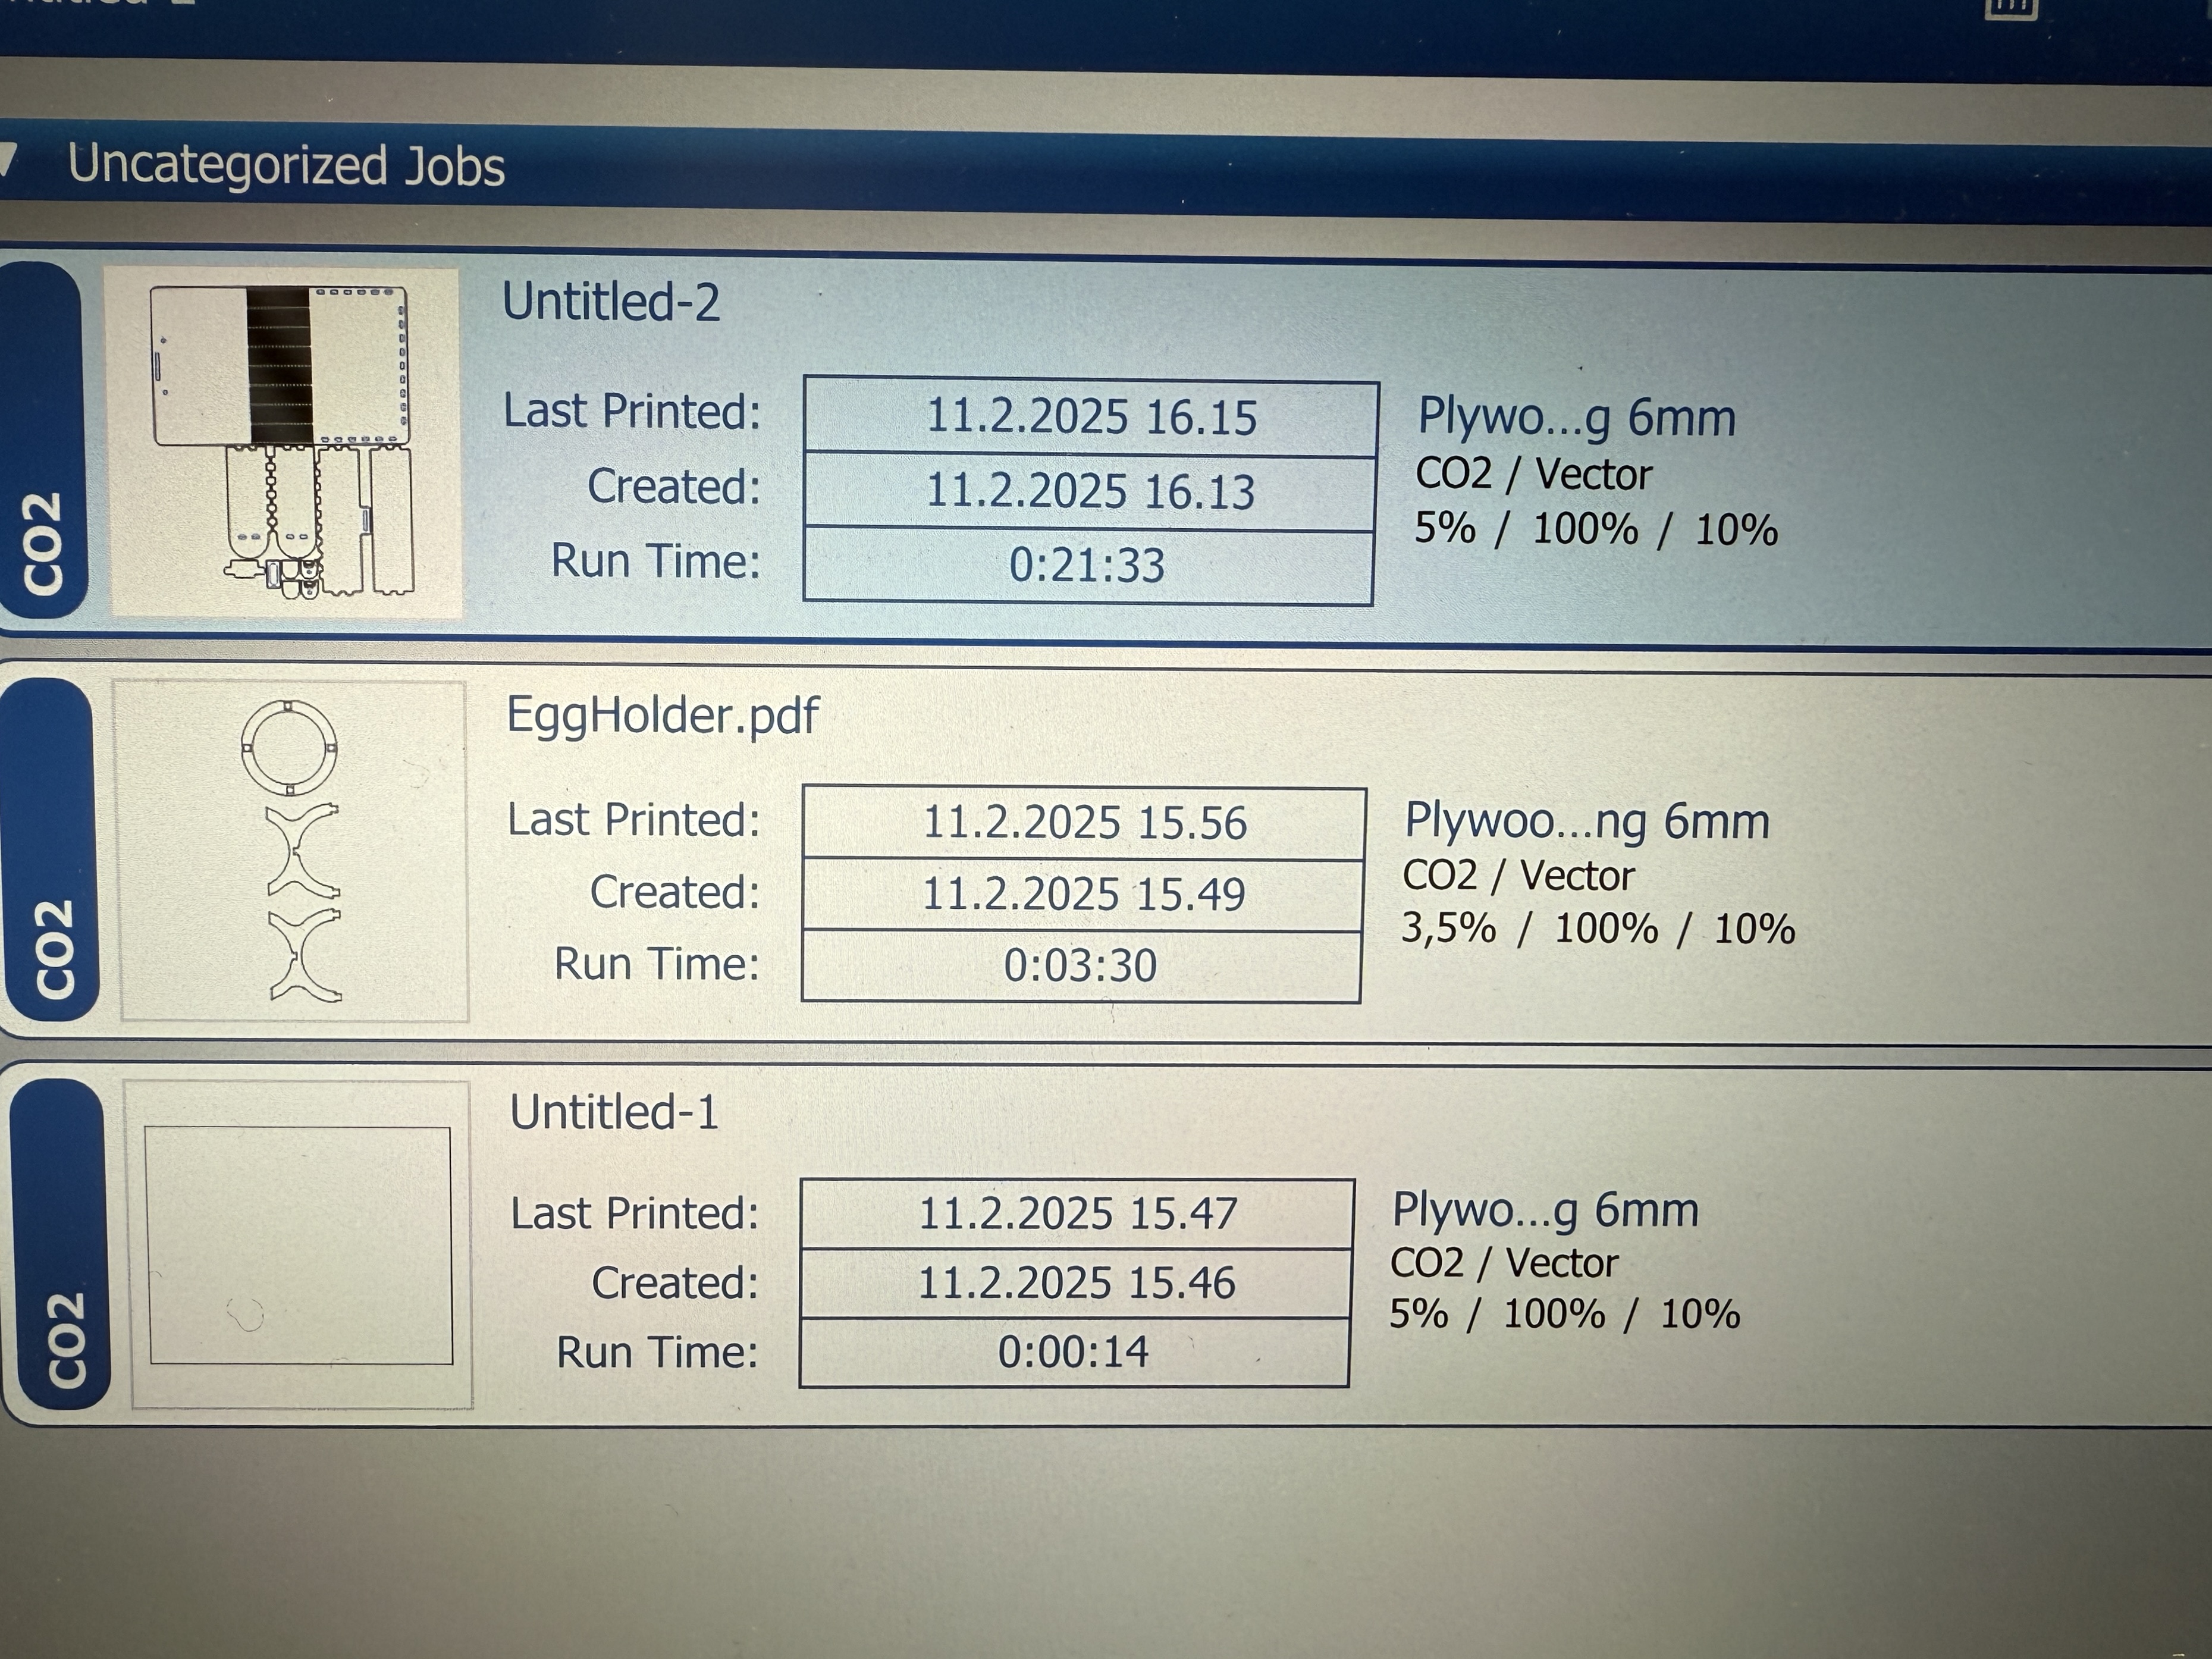 Uncategorized Jobs
CO2
Untitled-2
Last Printed: 11.2.2025 16.15
Created: 11.2.2025 16.13
Run Time: 0:21:33
Plywo...g 6mm
CO2 / Vector
5% / 100% / 10%
CO2
EggHolder.pdf
Last Printed: 11.2.2025 15.56
Created: 11.2.2025 15.49
Run Time: 0:03:30
Plywoo...ng 6mm
CO2 / Vector
3,5% / 100% / 10%
CO2
Untitled-1
Last Printed: 11.2.2025 15.47
Created: 11.2.2025 15.46
Run Time: 0:00:14
Plywo...g 6mm
CO2 / Vector
5% / 100% / 10%